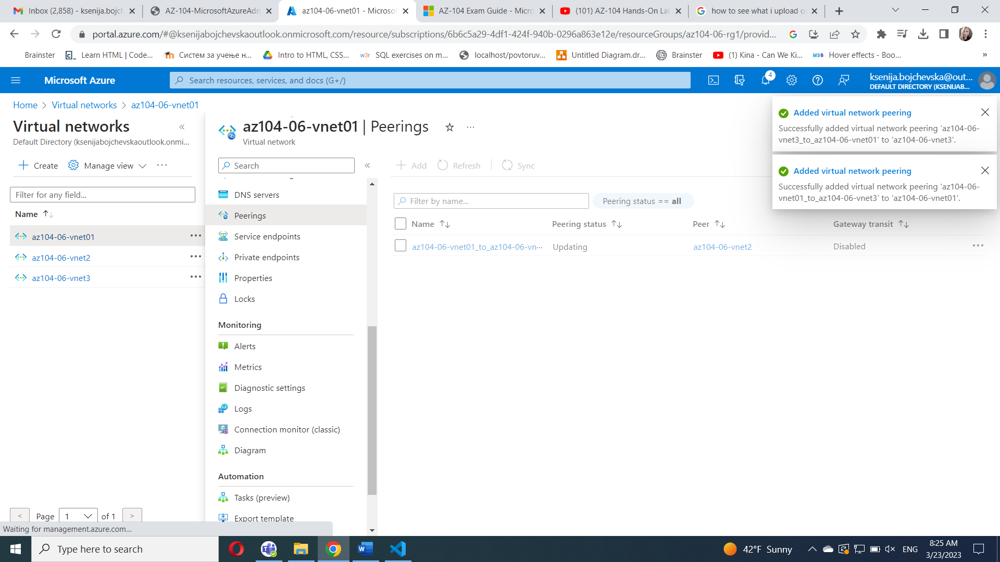 Inbox (2,858) - ksenija.bojch
AZ-104-MicrosoftAzureAdm
az104-06-vnet01 - Microsof
AZ-104 Exam Guide - Micro
(101) AZ-104 Hands-On Lab
how to see what i upload o
portal.azure.com/#@ksenijabojchevskaoutlook.onmicrosoft.com/resource/subscriptions/6b6c5a29-4df1-424f-940b-0296a863e12e/resourceGroups/az104-06-rg1/provid...
Brainster
Learn HTML | Code...
Систем за учење н...
Intro to HTML, CSS...
w3r SQL exercises on m...
localhost/povtoruv...
Untitled Diagram.dr...
Brainster
(1) Kina - Can We Ki...
MDB Hover effects - Boo...
»
Microsoft Azure
Search resources, services, and docs (G+/)
4
ksenija.bojchevska@out...
DEFAULT DIRECTORY (KSENIJAB...
Home > Virtual networks > az104-06-vnet01
Virtual networks
«
Default Directory (ksenijabojchevskaoutlook.onmi...
Create
Manage view
...
Filter for any field...
Name
az104-06-vnet01
az104-06-vnet2
az104-06-vnet3
< Page 1 of 1 >
Waiting for management.azure.com...
az104-06-vnet01 | Peerings
Virtual network
Search
«
DNS servers
Peerings
Service endpoints
Private endpoints
Properties
Locks
Monitoring
Alerts
Metrics
Diagnostic settings
Logs
Connection monitor (classic)
Diagram
Automation
Tasks (preview)
Export template
Add
Refresh
Sync
Filter by name...
Peering status == all
Name
Peering status
Peer
Gateway transit
az104-06-vnet01_to_az104-06-vn...
Updating
az104-06-vnet2
Disabled
Added virtual network peering
Successfully added virtual network peering 'az104-06-
vnet3_to_az104-06-vnet01' to 'az104-06-vnet3'.
Added virtual network peering
Successfully added virtual network peering 'az104-06-
vnet01_to_az104-06-vnet3' to 'az104-06-vnet01'.
Type here to search
42°F Sunny
ENG
8:25 AM
3/23/2023